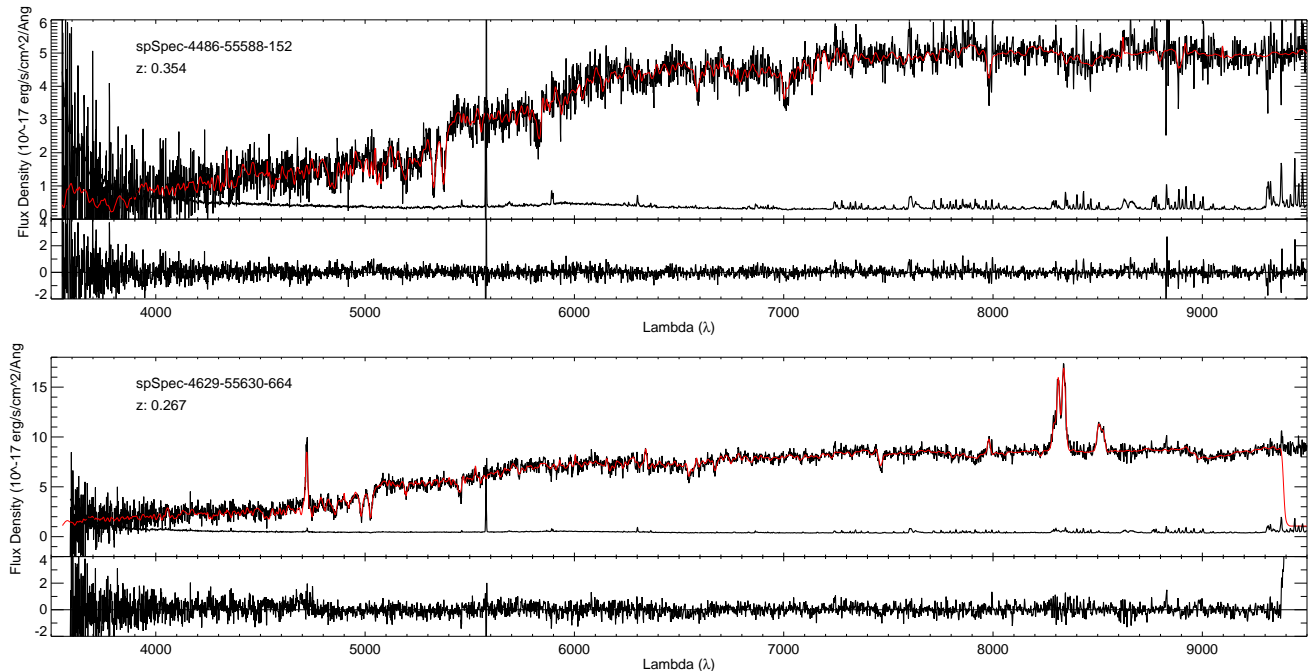 6
5
4
3
2
1
0
Flux Density (10^-17 erg/s/cm^2/Ang
spSpec-4486-55588-152
z: 0.354
4
2
0
-2
4000 5000 6000 7000 8000 9000
Lambda (λ)
15
10
5
0
Flux Density (10^-17 erg/s/cm^2/Ang
spSpec-4629-55630-664
z: 0.267
4
2
0
-2
4000 5000 6000 7000 8000 9000
Lambda (λ)